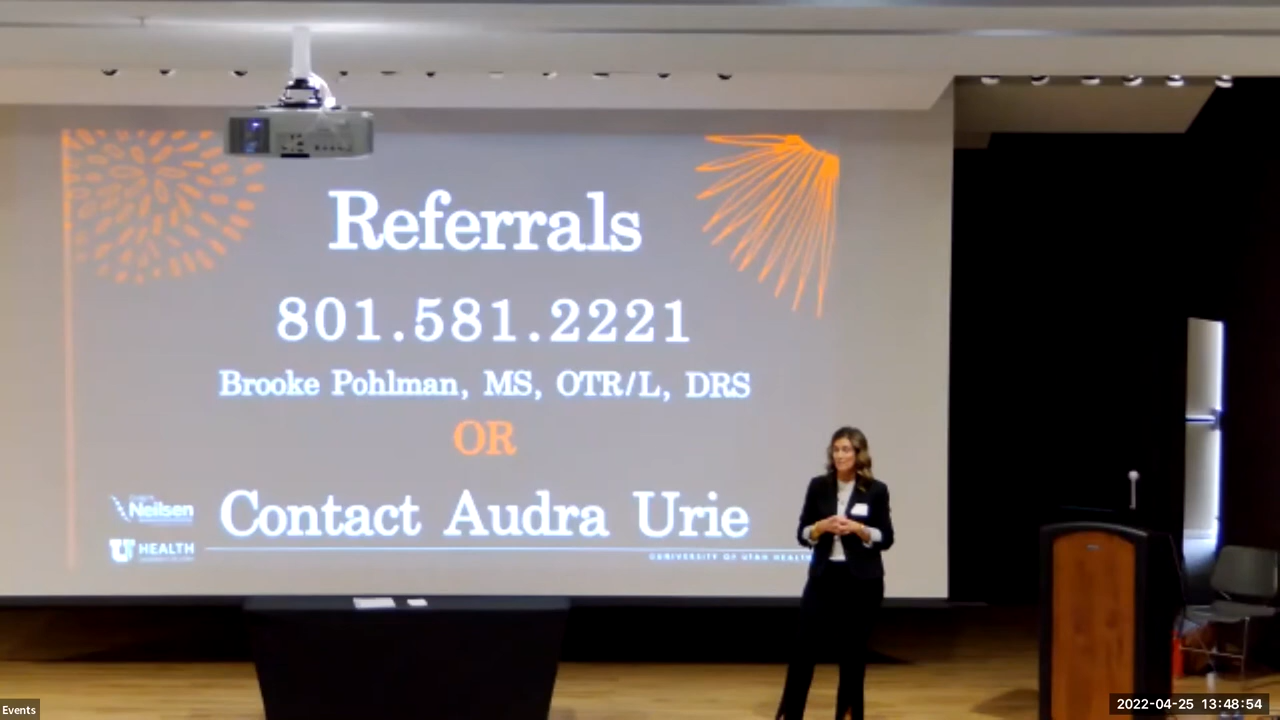 Referrals
801.581.2221
Brooke Pohlman, MS, OTR/L, DRS
OR
Contact Audra Urie
Neilsen
U HEALTH
©UNIVERSITY OF UTAH HEALTH
Events
2022-04-25 13:48:54